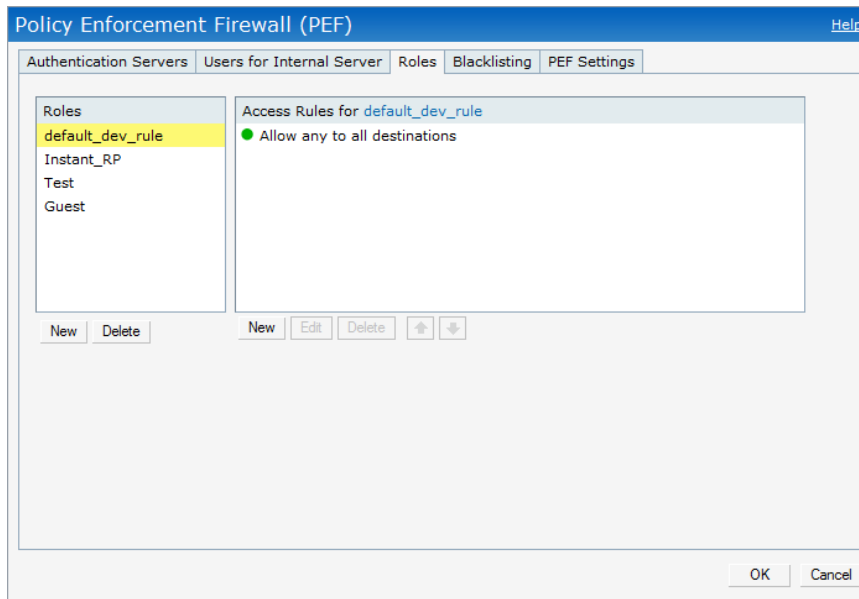 Policy Enforcement Firewall (PEF) Help
Authentication Servers Users for Internal Server Roles Blacklisting PEF Settings
Roles
default_dev_rule
Instant_RP
Test
Guest
New Delete
Access Rules for default_dev_rule
Allow any to all destinations
New Edit Delete
OK Cancel